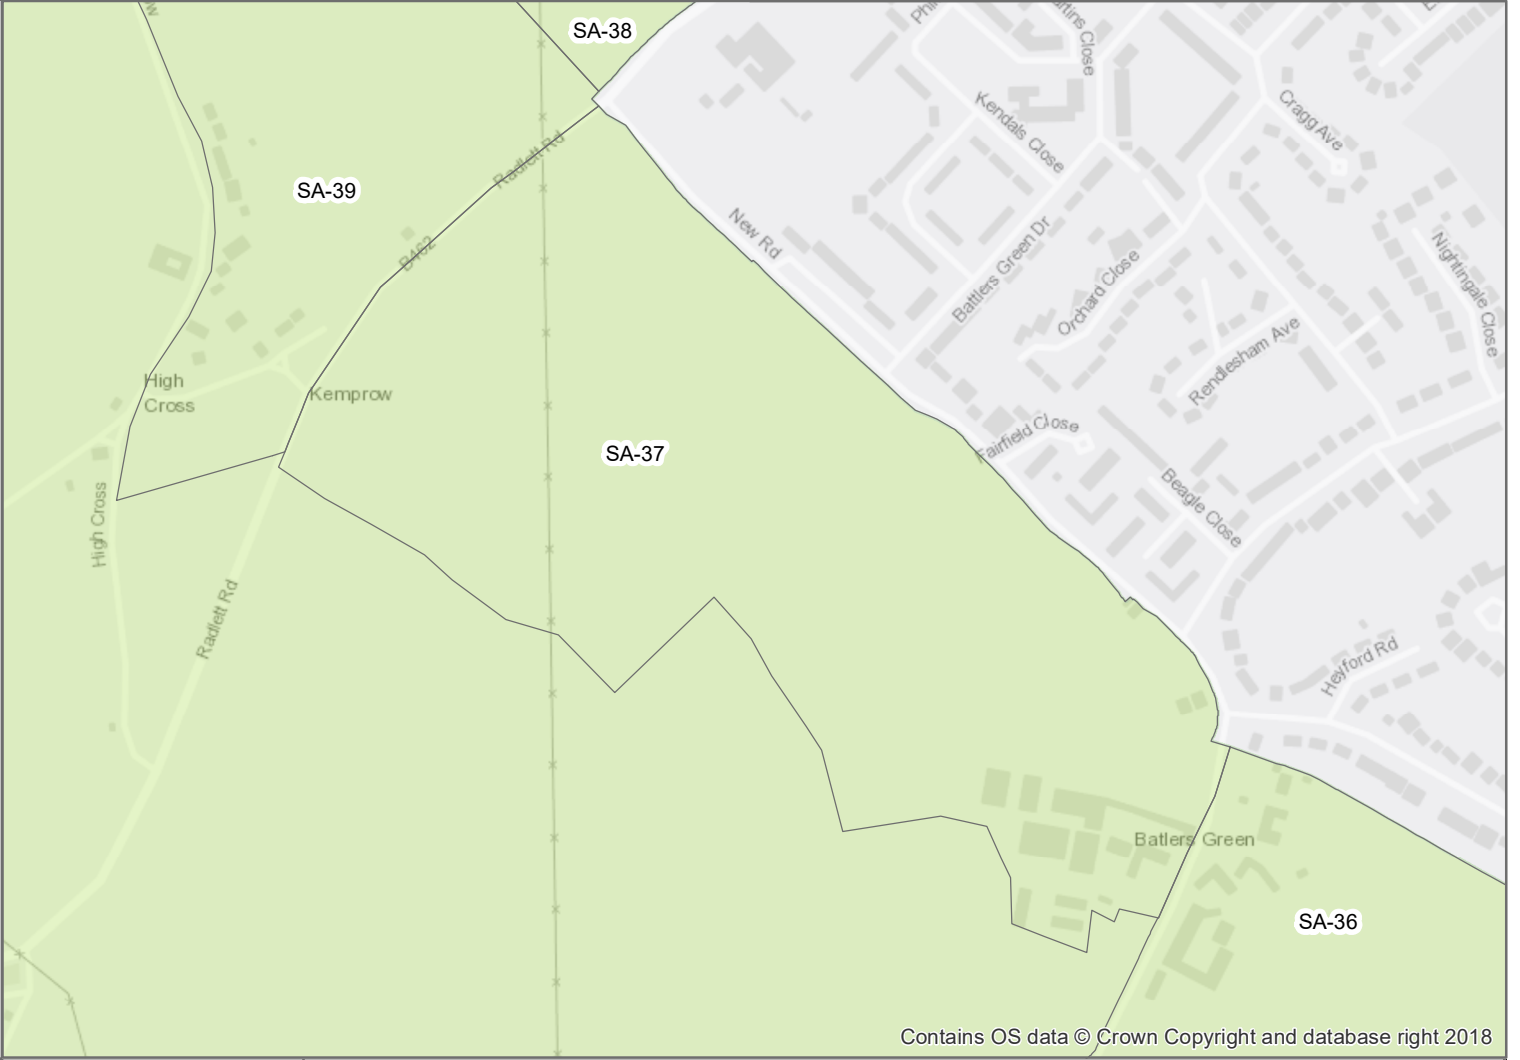 SA-38
Kendals Close
Cragg Ave
Radlett Rd
SA-39
New Rd
B462
Battlers Green Dr
Orchard Close
Nightingale Close
Rendlesham Ave
High
Cross
Kemprow
Fairfield Close
SA-37
Beagle Close
High Cross
Radlett Rd
Heyford Rd
Batlers Green
SA-36
Contains OS data © Crown Copyright and database right 2018